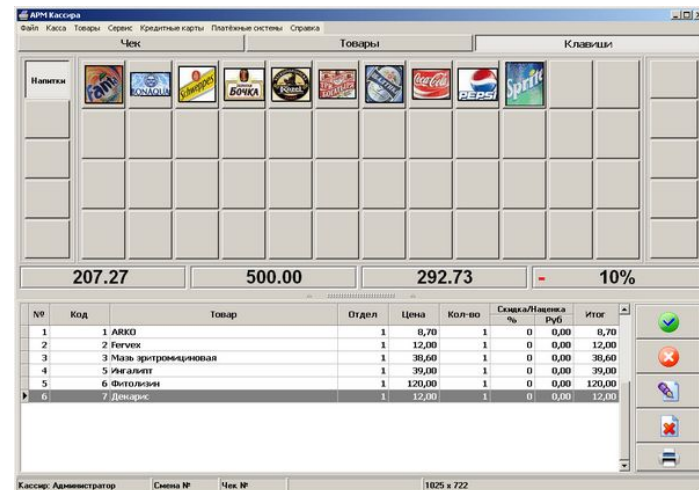 АРМ Кассира
Файл Касса Товары Сервис Кредитные карты Платёжные системы Справка
Чек Товары Клавиши
Напитки Fanta BONAQUA Schweppes БОЧКА Coca-Cola PEPSI Sprite
207.27 500.00 292.73 - 10%
№ Код Товар Отдел Цена Кол-во Скидка/Наценка Итог
% Руб
1 1 ARKO 1 8,70 1 0 0,00 8,70
2 2 Fervex 1 12,00 1 0 0,00 12,00
3 3 Мазь эритромициновая 1 38,60 1 0 0,00 38,60
4 5 Ингалипт 1 39,00 1 0 0,00 39,00
5 6 Фитолизин 1 120,00 1 0 0,00 120,00
6 7 Декарис 1 12,00 1 0 0,00 12,00
Кассир: Администратор Смена № Чек № 1025 x 722